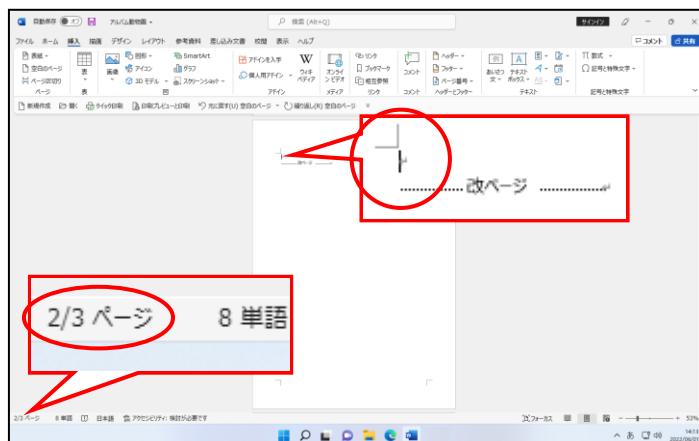 自動保存 オフ アルバム動物園
検索 (Alt+Q)
サインイン
ファイル ホーム 挿入 描画 デザイン レイアウト 参考資料 差し込み文書 校閲 表示 ヘルプ
コメント 共有
表紙
空白のページ
ページ区切り
ページ
表
表
画像
図形
アイコン
3D モデル
SmartArt
グラフ
スクリーンショット
図
アドインを入手
個人用アドイン
ウィキペディア
アドイン
オンラインビデオ
メディア
リンク
ブックマーク
相互参照
リンク
コメント
コメント
ヘッダー
フッター
ページ番号
ヘッダーとフッター
あいさつ文
テキストボックス
テキスト
数式
記号と特殊文字
記号と特殊文字
新規作成 開く クイック印刷 印刷プレビューと印刷 元に戻す(U) 空白のページ 繰り返し(R) 空白のページ
改ページ
改ページ
2/3 ページ 8 単語
2/3 ページ 8 単語 日本語 アクセシビリティ: 検討が必要です
フォーカス
53%
あ